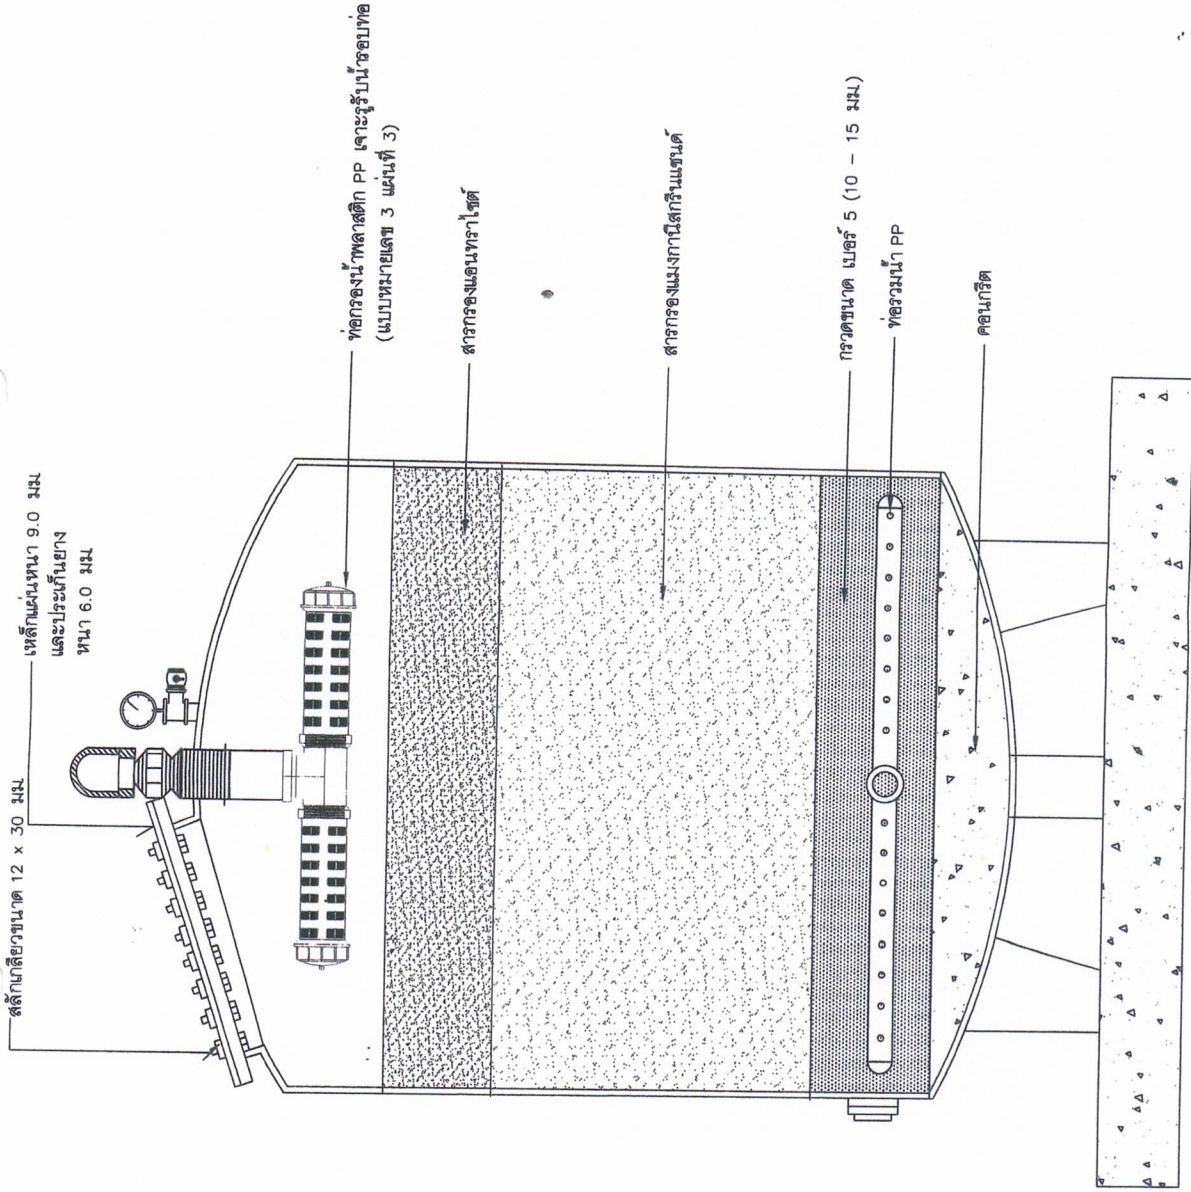 สลักเกลียวขนาด 12 x 30 มม
เหล็กแผ่นหนา 9.0 มม
และประเก็นยาง
หนา 6.0 มม
ท่อกรองน้ำพลาสติก PP เจาะรูรับน้ำรอบท่อ
(แบบหมายเลข 3 แผ่นที่ 3)
สารกรองแอนทราไซต์
สารกรองแมงกานีสกรีนแซนด์
กรวดขนาด เบอร์ 5 (10 - 15 มม)
ท่อรวมน้ำ PP
คอนกรีต